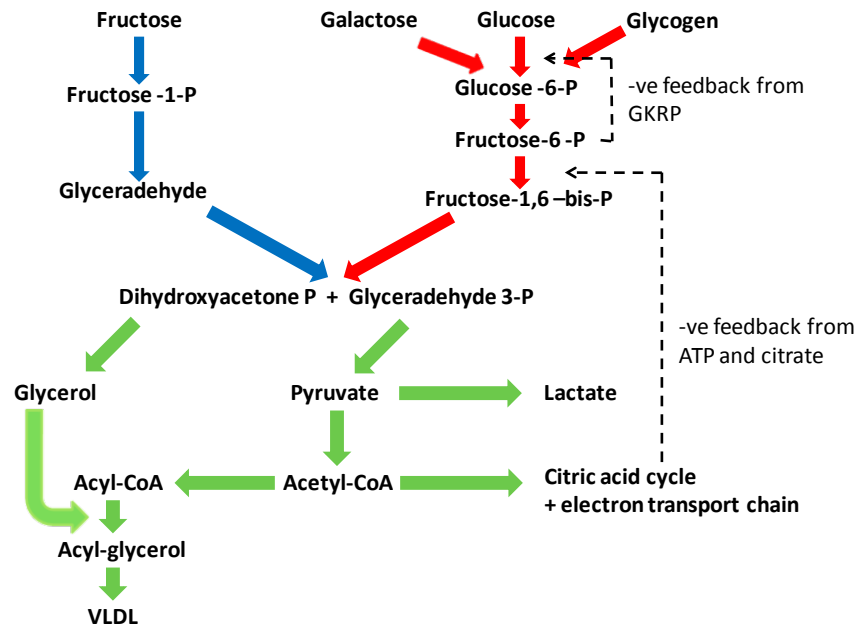 Fructose
Galactose
Glucose
Glycogen
Fructose -1-P
Glucose -6-P
-ve feedback from
GKRP
Fructose-6 -P
Glyceradehyde
Fructose-1,6 –bis-P
Dihydroxyacetone P + Glyceradehyde 3-P
-ve feedback from
ATP and citrate
Glycerol
Pyruvate
Lactate
Acyl-CoA
Acetyl-CoA
Citric acid cycle
+ electron transport chain
Acyl-glycerol
VLDL